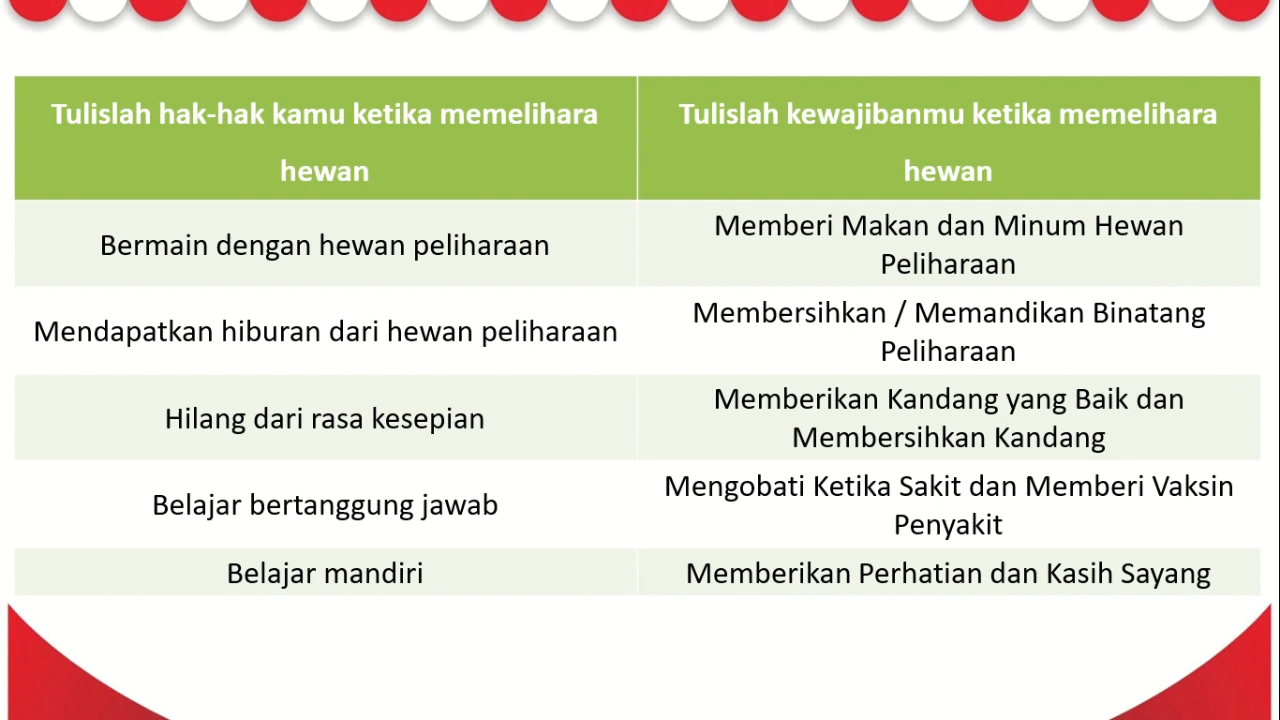 Tulislah hak-hak kamu ketika memelihara
hewan
Tulislah kewajibanmu ketika memelihara
hewan
Bermain dengan hewan peliharaan
Memberi Makan dan Minum Hewan
Peliharaan
Mendapatkan hiburan dari hewan peliharaan
Membersihkan / Memandikan Binatang
Peliharaan
Hilang dari rasa kesepian
Memberikan Kandang yang Baik dan
Membersihkan Kandang
Belajar bertanggung jawab
Mengobati Ketika Sakit dan Memberi Vaksin
Penyakit
Belajar mandiri
Memberikan Perhatian dan Kasih Sayang